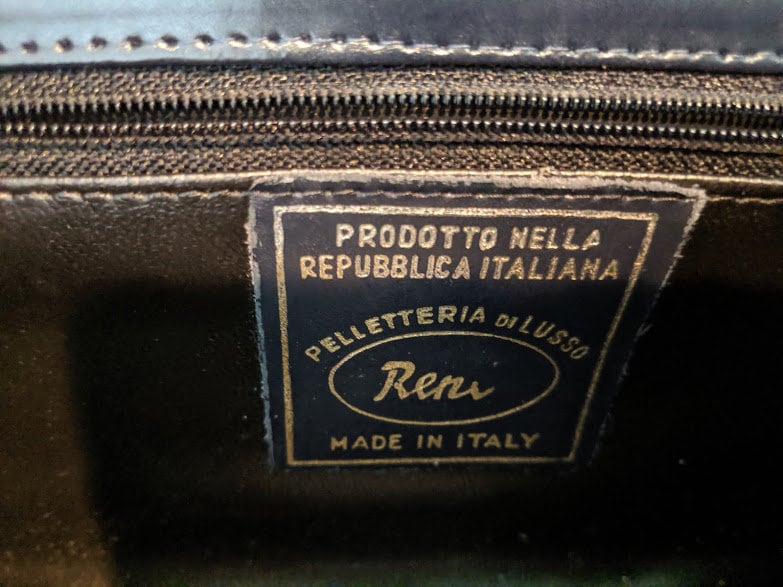 PRODOTTO NELLA
REPUBBLICA ITALIANA
PELLETTERIA DI LUSSO
Reni
MADE IN ITALY